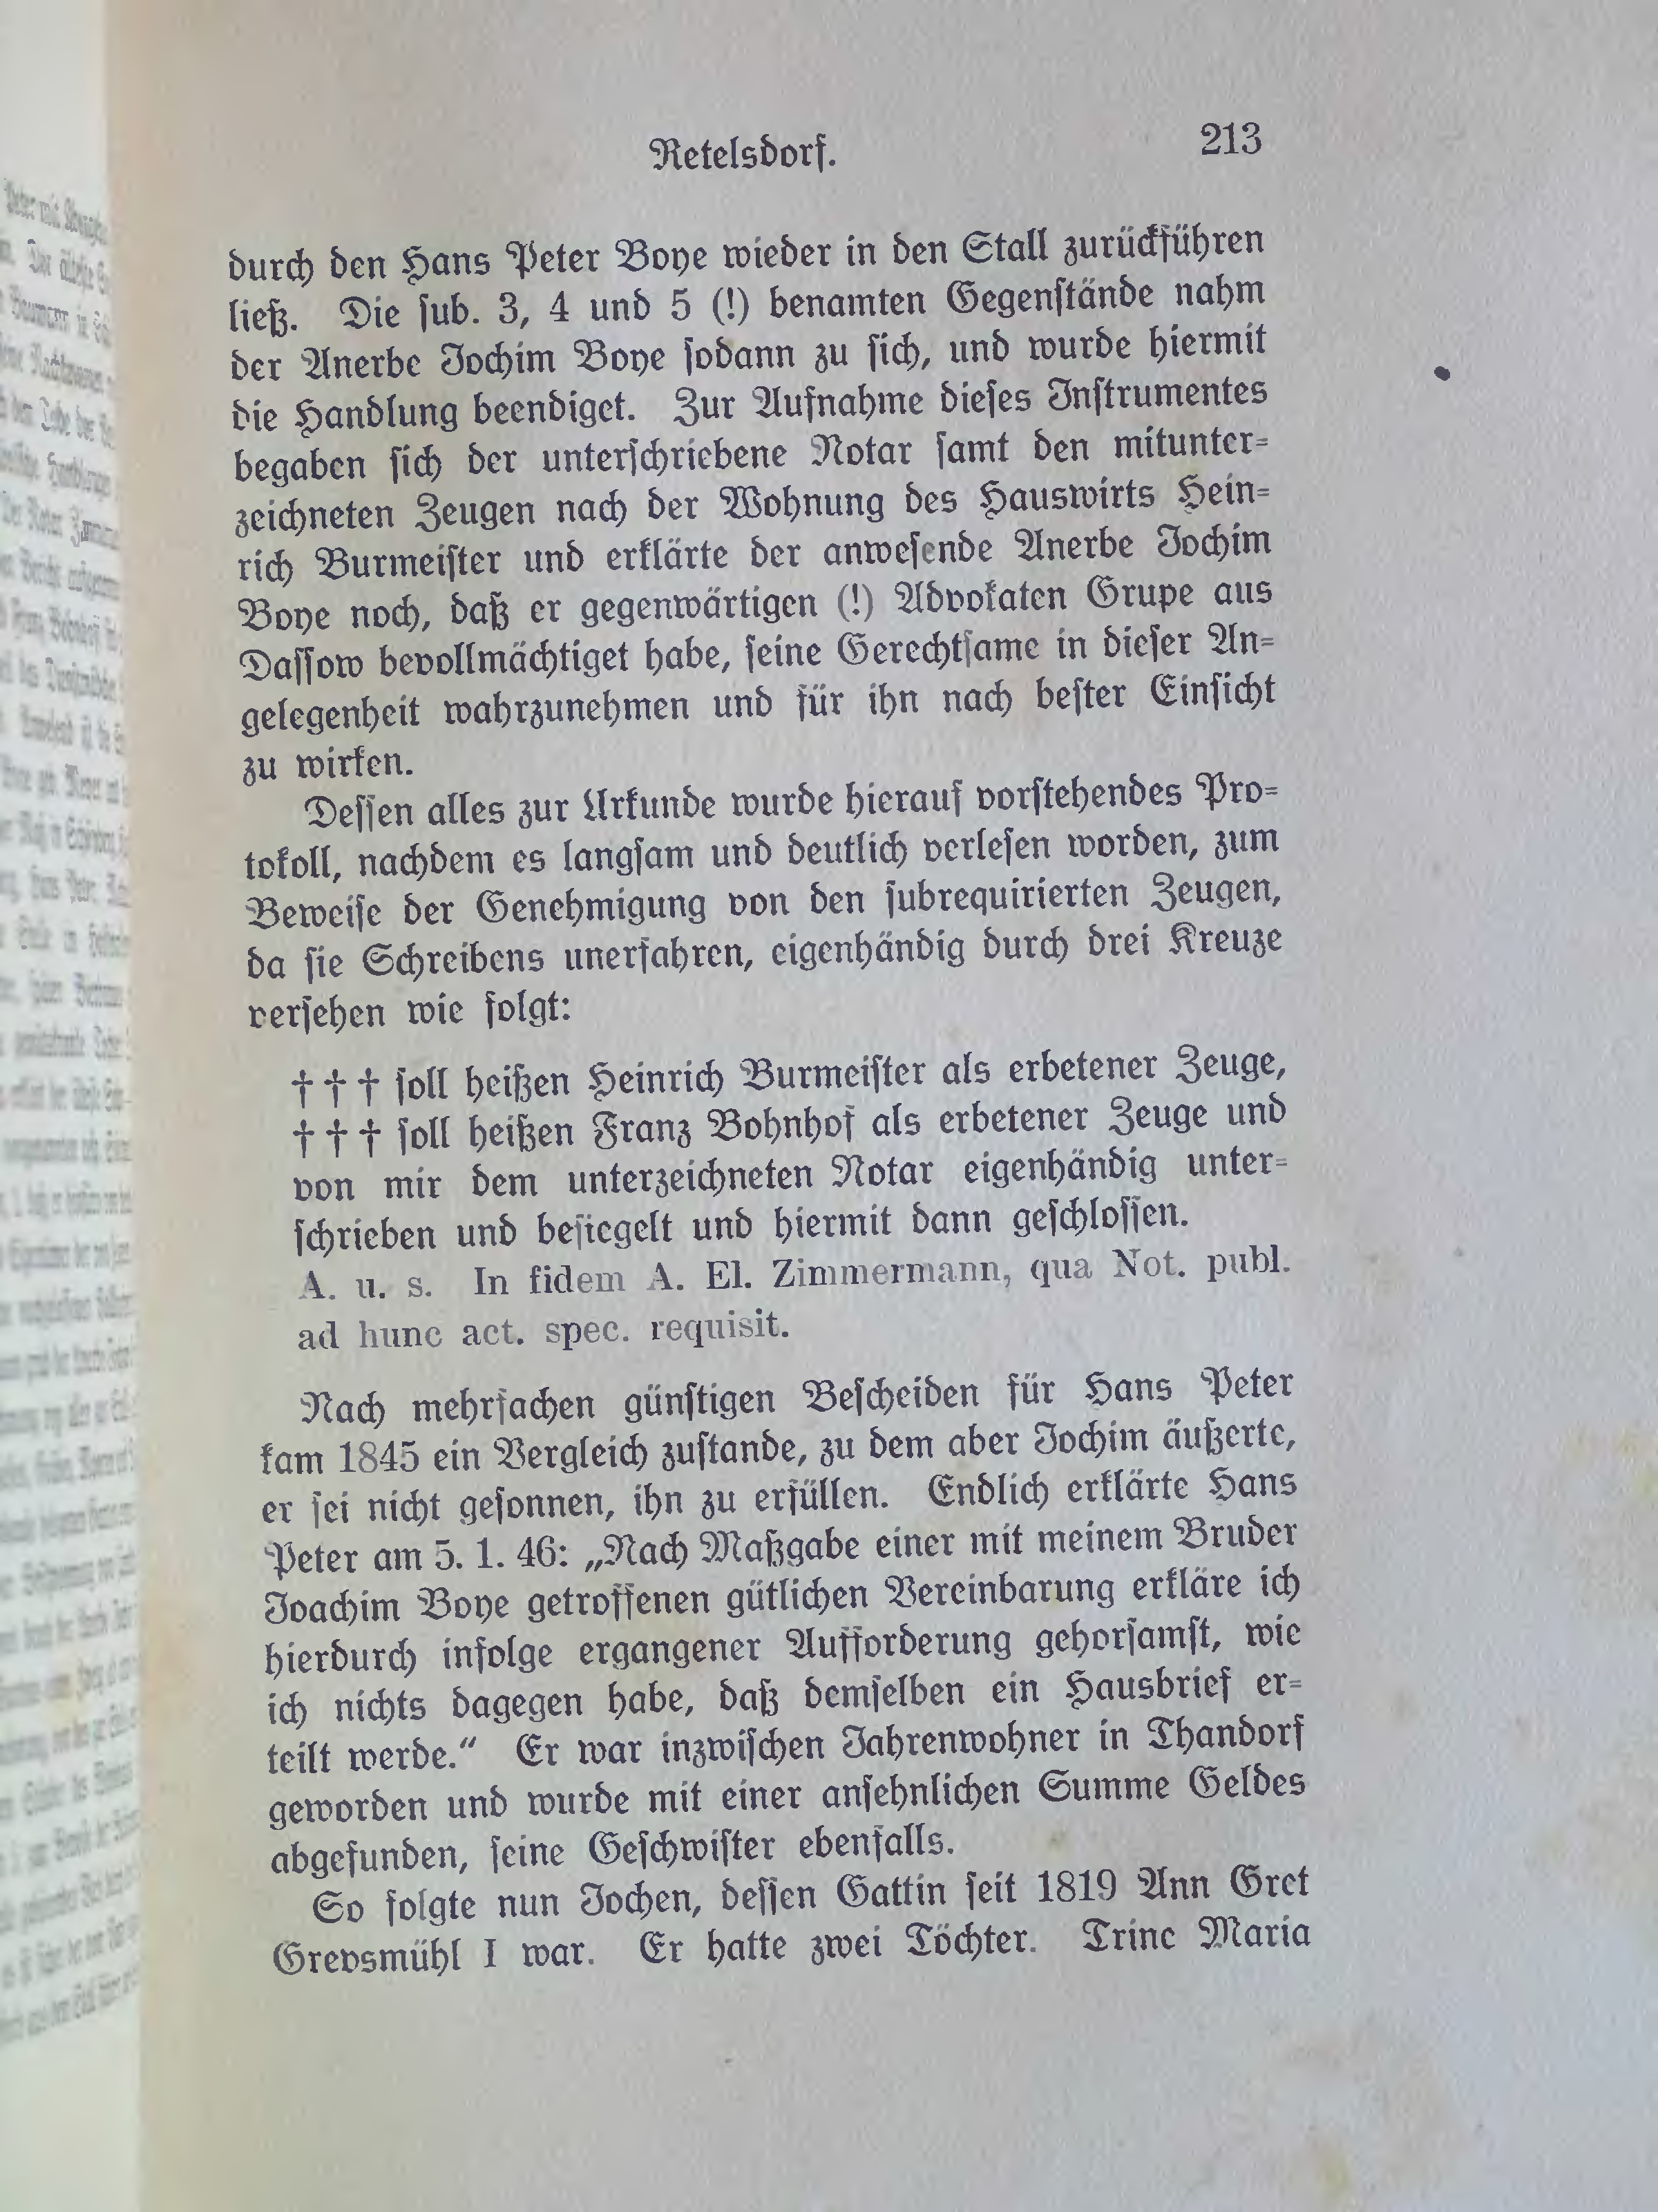 Retelsdorf. 213
durch den Hans Peter Boye wieder in den Stall zurückführen
ließ. Die sub. 3, 4 und 5 (!) benamten Gegenstände nahm
der Anerbe Jochim Boye sodann zu sich, und wurde hiermit
die Handlung beendiget. Zur Aufnahme dieses Instrumentes
begaben sich der unterschriebene Notar samt den mitunter-
zeichneten Zeugen nach der Wohnung des Hauswirts Hein-
rich Burmeister und erklärte der anwesende Anerbe Jochim
Boye noch, daß er gegenwärtigen (!) Advokaten Grupe aus
Dassow bevollmächtiget habe, seine Gerechtsame in dieser An-
gelegenheit wahrzunehmen und für ihn nach bester Einsicht
zu wirken.
Dessen alles zur Urkunde wurde hierauf vorstehendes Pro-
tokoll, nachdem es langsam und deutlich verlesen worden, zum
Beweise der Genehmigung von den subrequirierten Zeugen,
da sie Schreibens unerfahren, eigenhändig durch drei Kreuze
versehen wie folgt:
† † † soll heißen Heinrich Burmeister als erbetener Zeuge,
† † † soll heißen Franz Bohnhof als erbetener Zeuge und
von mir dem unterzeichneten Notar eigenhändig unter-
schrieben und besiegelt und hiermit dann geschlossen.
A. u. s. In fidem A. El. Zimmermann, qua Not. publ.
ad hunc act. spec. requisit.
Nach mehrfachen günstigen Bescheiden für Hans Peter
kam 1845 ein Vergleich zustande, zu dem aber Jochim äußerte,
er sei nicht gesonnen, ihn zu erfüllen. Endlich erklärte Hans
Peter am 5. 1. 46: „Nach Maßgabe einer mit meinem Bruder
Joachim Boye getroffenen gütlichen Vereinbarung erkläre ich
hierdurch infolge ergangener Aufforderung gehorsamst, wie
ich nichts dagegen habe, daß demselben ein Hausbrief er-
teilt werde.“ Er war inzwischen Jahrenwohner in Thandorf
geworden und wurde mit einer ansehnlichen Summe Geldes
abgefunden, seine Geschwister ebenfalls.
So folgte nun Jochen, dessen Gattin seit 1819 Ann Gret
Grevsmühl I war. Er hatte zwei Töchter. Trine Maria